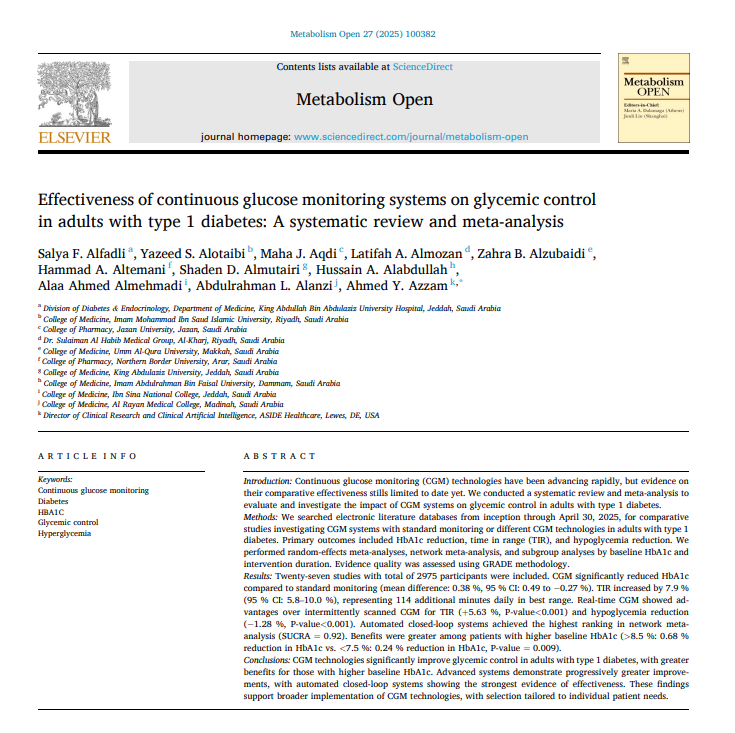 Metabolism Open 27 (2025) 100382
Contents lists available at ScienceDirect
Metabolism Open
journal homepage: www.sciencedirect.com/journal/metabolism-open
ELSEVIER
Metabolism
OPEN
Editors-in-Chief
Effectiveness of continuous glucose monitoring systems on glycemic control
in adults with type 1 diabetes: A systematic review and meta-analysis
Salya F. Alfadli a, Yazeed S. Alotaibi b, Maha J. Aqdi c, Latifah A. Almozan d, Zahra B. Alzubaidi e,
Hammad A. Altemani f, Shaden D. Almutairi g, Hussain A. Alabdullah h,
Alaa Ahmed Almehmadi i, Abdulrahman L. Alanzi j, Ahmed Y. Azzam k,*
a Division of Diabetes & Endocrinology, Department of Medicine, King Abdullah Bin Abdulaziz University Hospital, Jeddah, Saudi Arabia
b College of Medicine, Imam Mohammad Ibn Saud Islamic University, Riyadh, Saudi Arabia
c College of Pharmacy, Jazan University, Jazan, Saudi Arabia
d Dr. Sulaiman Al Habib Medical Group, Al-Kharj, Riyadh, Saudi Arabia
e College of Medicine, Umm Al-Qura University, Makkah, Saudi Arabia
f College of Pharmacy, Northern Border University, Arar, Saudi Arabia
g College of Medicine, King Abdulaziz University, Jeddah, Saudi Arabia
h College of Medicine, Imam Abdulrahman Bin Faisal University, Dammam, Saudi Arabia
i College of Medicine, Ibn Sina National College, Jeddah, Saudi Arabia
j College of Medicine, Al Rayan Medical College, Madinah, Saudi Arabia
k Director of Clinical Research and Clinical Artificial Intelligence, ASIDE Healthcare, Lewes, DE, USA
ARTICLE INFO
Keywords:
Continuous glucose monitoring
Diabetes
HBA1C
Glycemic control
Hyperglycemia
ABSTRACT
Introduction: Continuous glucose monitoring (CGM) technologies have been advancing rapidly, but evidence on
their comparative effectiveness stills limited to date yet. We conducted a systematic review and meta-analysis to
evaluate and investigate the impact of CGM systems on glycemic control in adults with type 1 diabetes.
Methods: We searched electronic literature databases from inception through April 30, 2025, for comparative
studies investigating CGM systems with standard monitoring or different CGM technologies in adults with type 1
diabetes. Primary outcomes included HbA1c reduction, time in range (TIR), and hypoglycemia reduction. We
performed random-effects meta-analyses, network meta-analysis, and subgroup analyses by baseline HbA1c and
intervention duration. Evidence quality was assessed using GRADE methodology.
Results: Twenty-seven studies with total of 2975 participants were included. CGM significantly reduced HbA1c
compared to standard monitoring (mean difference: 0.38 %, 95 % CI: 0.49 to −0.27 %). TIR increased by 7.9 %
(95 % CI: 5.8–10.0 %), representing 114 additional minutes daily in best range. Real-time CGM showed ad-
vantages over intermittently scanned CGM for TIR (+5.63 %, P-value<0.001) and hypoglycemia reduction
(−1.28 %, P-value<0.001). Automated closed-loop systems achieved the highest ranking in network meta-
analysis (SUCRA = 0.92). Benefits were greater among patients with higher baseline HbA1c (>8.5 %: 0.68 %
reduction in HbA1c vs. <7.5 %: 0.24 % reduction in HbA1c, P-value = 0.009).
Conclusions: CGM technologies significantly improve glycemic control in adults with type 1 diabetes, with greater
benefits for those with higher baseline HbA1c. Advanced systems demonstrate progressively greater improve-
ments, with automated closed-loop systems showing the strongest evidence of effectiveness. These findings
support broader implementation of CGM technologies, with selection tailored to individual patient needs.